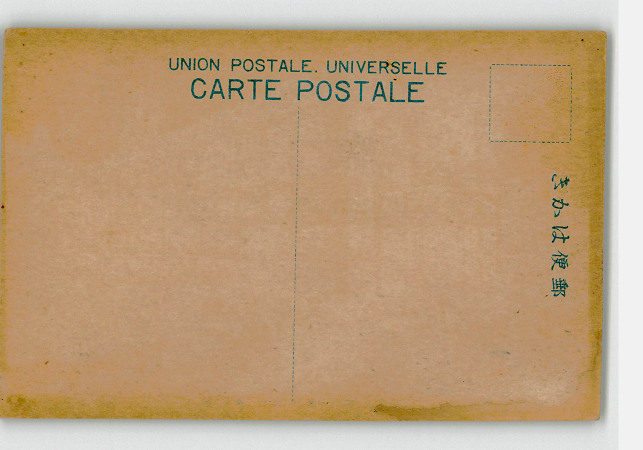 UNION POSTALE. UNIVERSELLE
CARTE POSTALE
郵便はかき